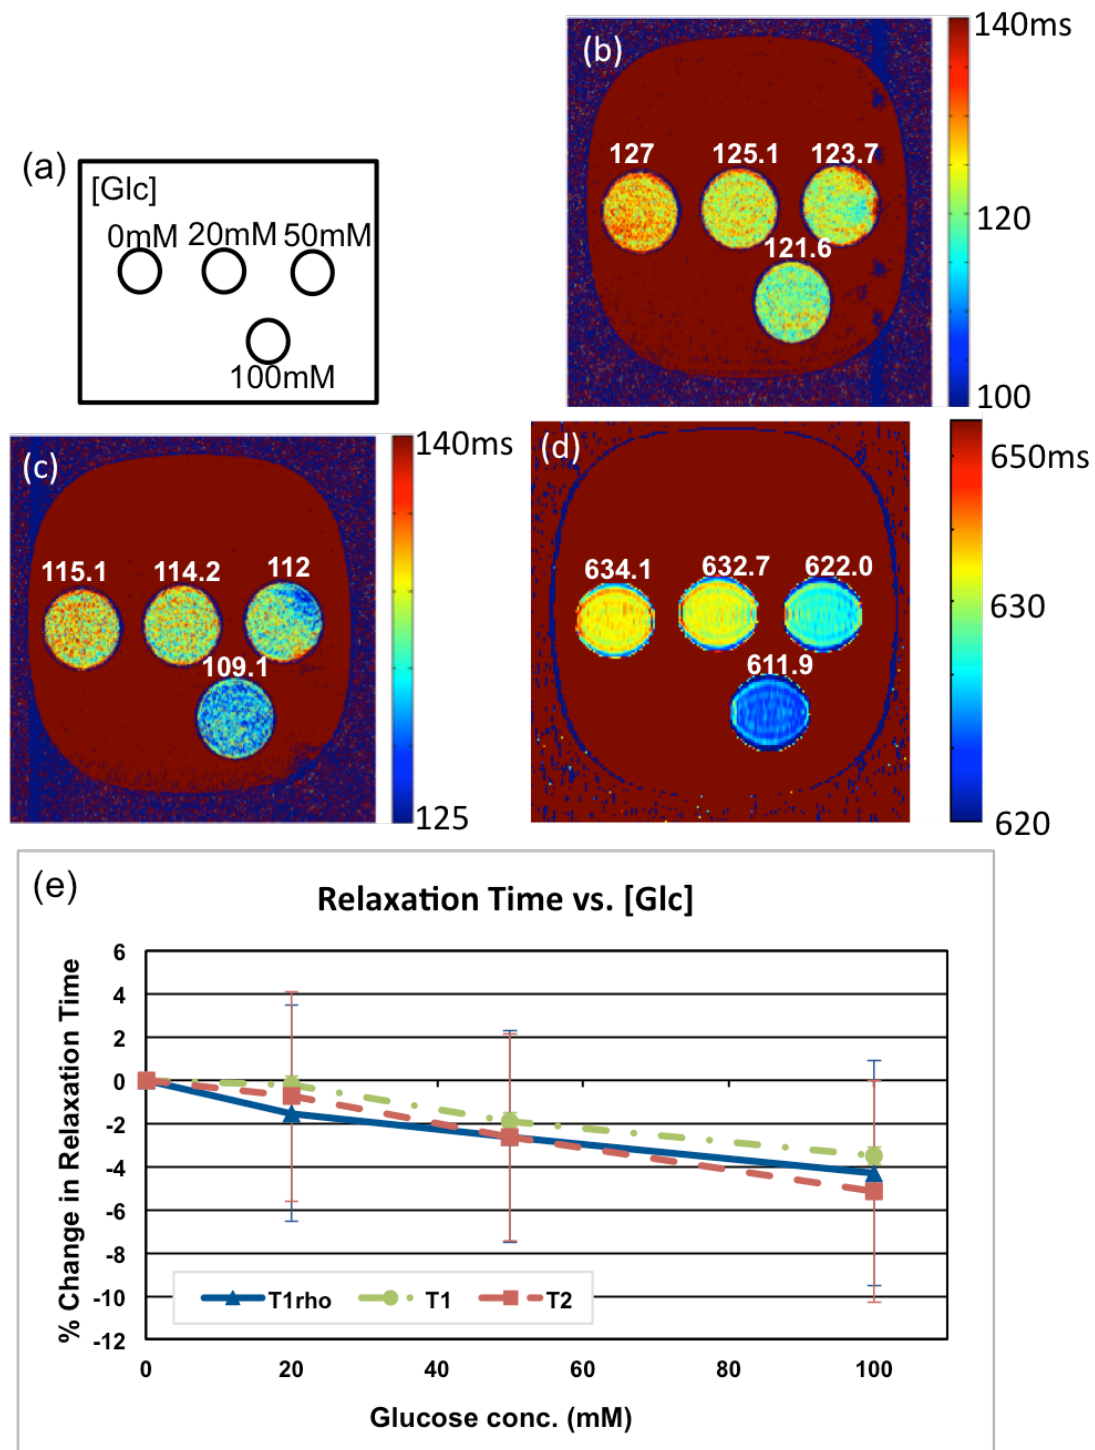 (a)
[Glc]
0mM 20mM 50mM
100mM
(b)
127 125.1 123.7
121.6
140ms
120
100
(c)
115.1 114.2 112
109.1
140ms
125
(d)
634.1 632.7 622.0
611.9
650ms
630
620
(e)
Relaxation Time vs. [Glc]
% Change in Relaxation Time
6
4
2
0
-2
-4
-6
-8
-10
-12
T1rho T1 T2
0 20 40 60 80 100
Glucose conc. (mM)